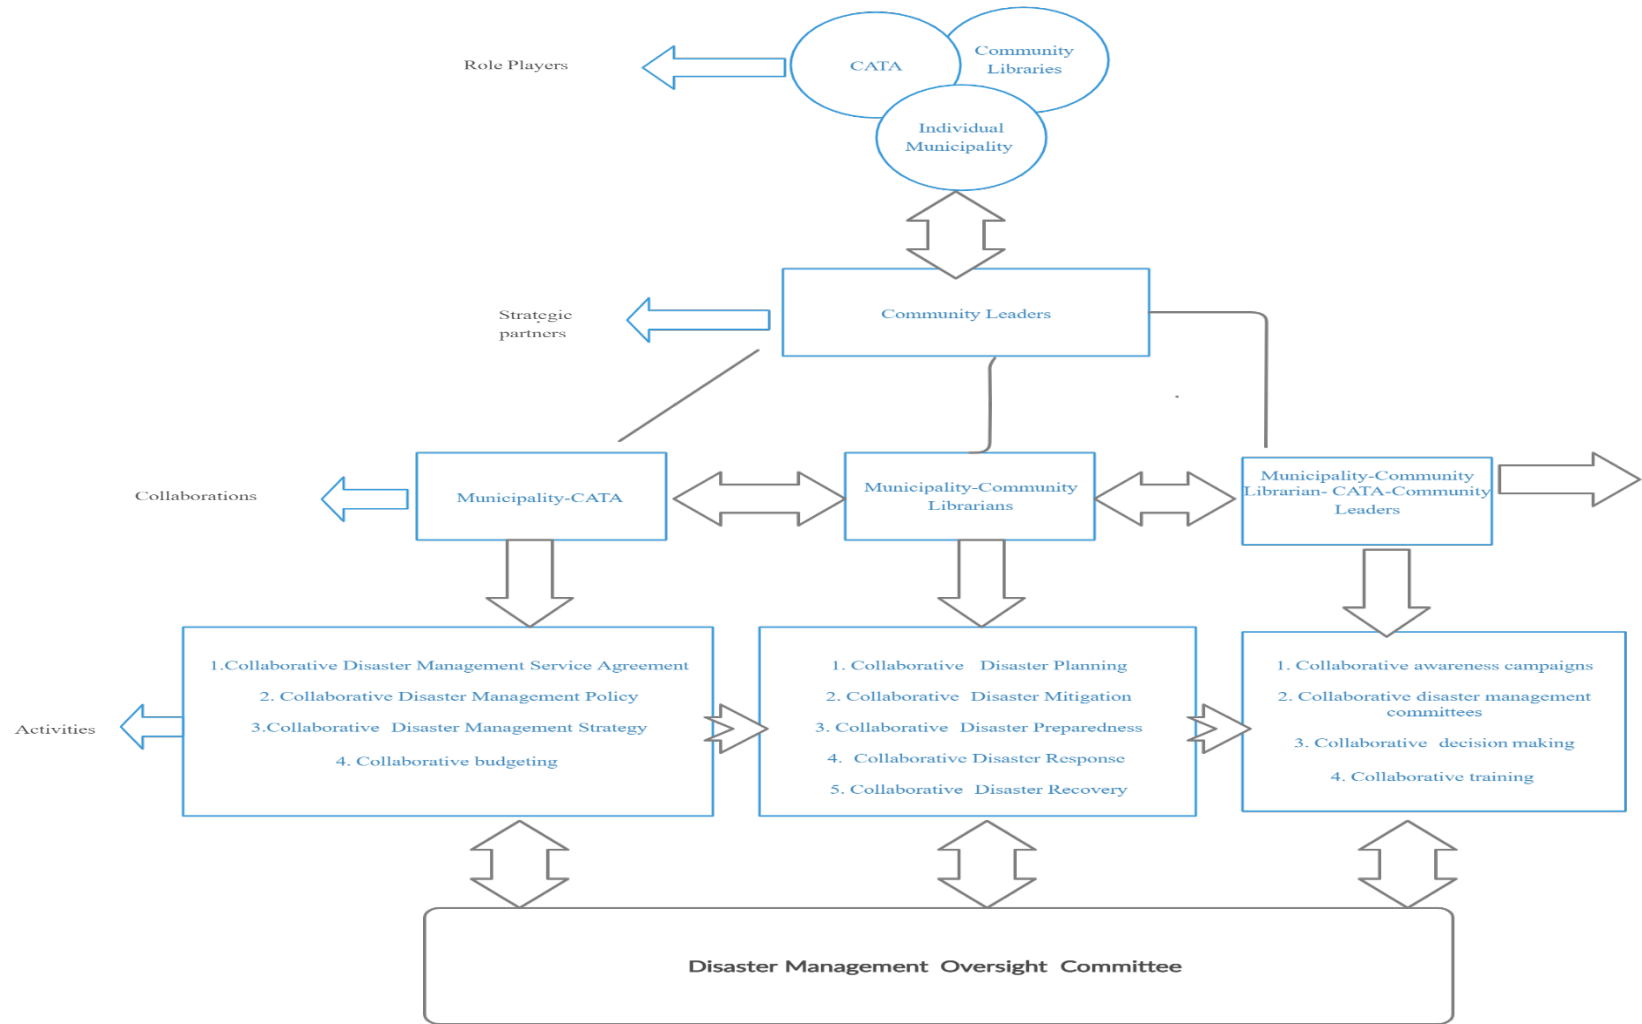 Role Players
CATA
Community
Libraries
Individual
Municipality
Strategic
partners
Community Leaders
Collaborations
Municipality-CATA
Municipality-Community
Librarians
Municipality-Community
Librarian- CATA-Community
Leaders
Activities
1.Collaborative Disaster Management Service Agreement
2. Collaborative Disaster Management Policy
3.Collaborative Disaster Management Strategy
4. Collaborative budgeting
1. Collaborative Disaster Planning
2. Collaborative Disaster Mitigation
3. Collaborative Disaster Preparedness
4. Collaborative Disaster Response
5. Collaborative Disaster Recovery
1. Collaborative awareness campaigns
2. Collaborative disaster management
committees
3. Collaborative decision making
4. Collaborative training
Disaster Management Oversight Committee